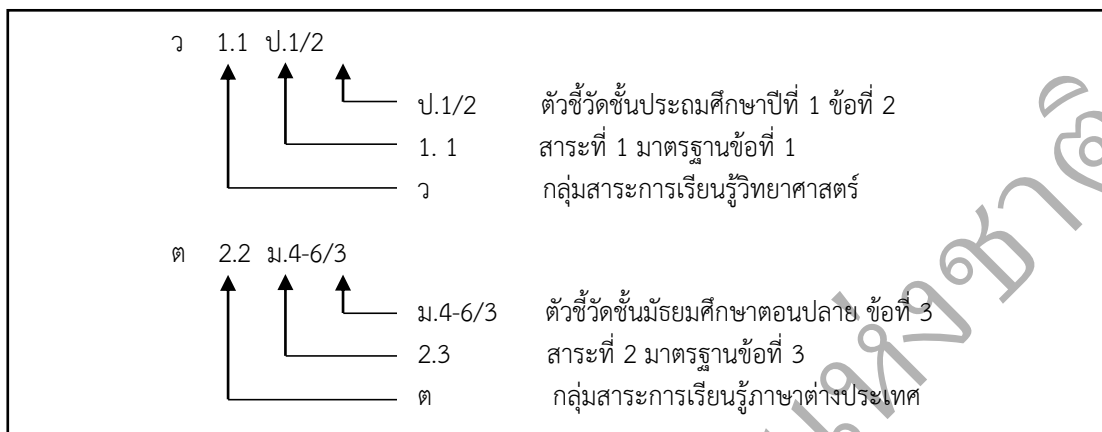 ว 1.1 ป.1/2
ป.1/2 ตัวชี้วัดชั้นประถมศึกษาปีที่ 1 ข้อที่ 2
1. 1 สาระที่ 1 มาตรฐานข้อที่ 1
ว กลุ่มสาระการเรียนรู้วิทยาศาสตร์
ต 2.2 ม.4-6/3
ม.4-6/3 ตัวชี้วัดชั้นมัธยมศึกษาตอนปลาย ข้อที่ 3
2.3 สาระที่ 2 มาตรฐานข้อที่ 3
ต กลุ่มสาระการเรียนรู้ภาษาต่างประเทศ
แห่งชาติ